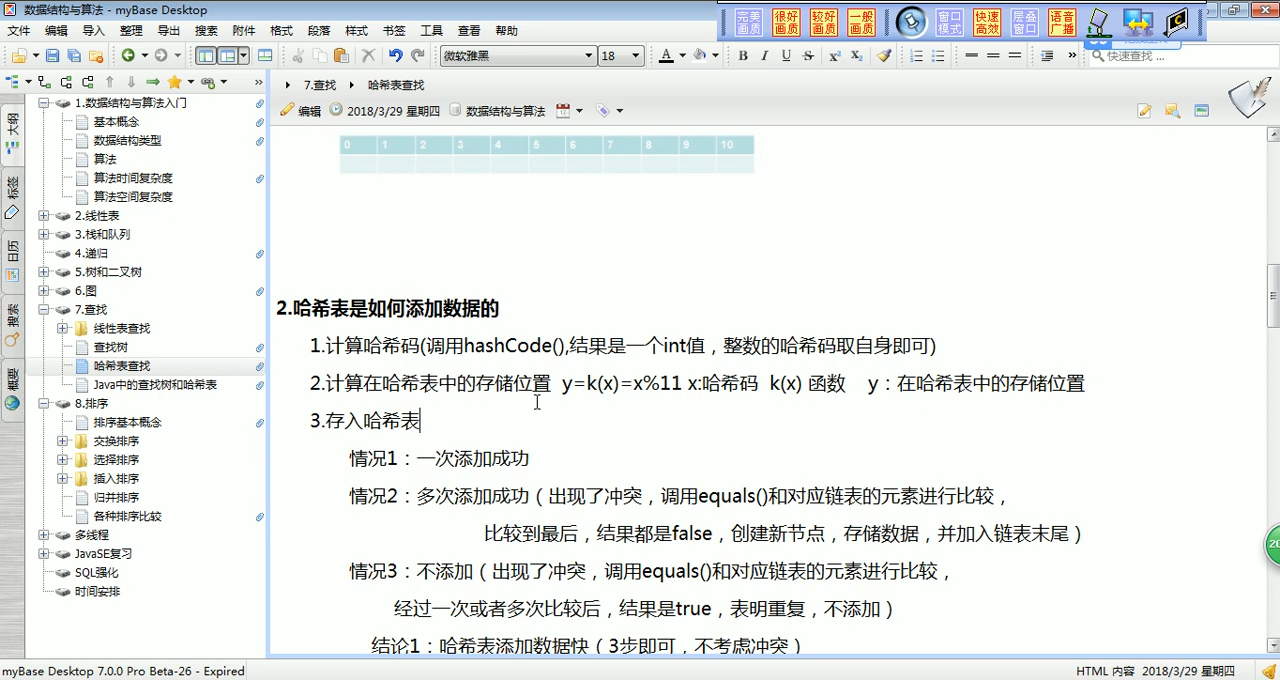 数据结构与算法 - myBase Desktop
完美画质 很好画质 较好画质 一般画质 窗口模式 快速高效 层叠窗口 语音广播
文件 编辑 导入 整理 导出 搜索 附件 格式 段落 样式 书签 工具 查看 帮助
微软雅黑 18 A B I U S X² X₂ 快速查找 ...
大纲
标签
日历
搜索
概要
1.数据结构与算法入门
基本概念
数据结构类型
算法
算法时间复杂度
算法空间复杂度
2.线性表
3.栈和队列
4.递归
5.树和二叉树
6.图
7.查找
线性表查找
查找树
哈希表查找
Java中的查找树和哈希表
8.排序
排序基本概念
交换排序
选择排序
插入排序
归并排序
各种排序比较
多线程
JavaSE复习
SQL强化
时间安排
7.查找 哈希表查找
编辑 2018/3/29 星期四 数据结构与算法
0 1 2 3 4 5 6 7 8 9 10
2.哈希表是如何添加数据的
1.计算哈希码(调用hashCode(),结果是一个int值，整数的哈希码取自身即可)
2.计算在哈希表中的存储位置 y=k(x)=x%11 x:哈希码 k(x) 函数 y：在哈希表中的存储位置
3.存入哈希表
情况1：一次添加成功
情况2：多次添加成功（出现了冲突，调用equals()和对应链表的元素进行比较，
比较到最后，结果都是false，创建新节点，存储数据，并加入链表末尾）
情况3：不添加（出现了冲突，调用equals()和对应链表的元素进行比较，
经过一次或者多次比较后，结果是true，表明重复，不添加）
结论1：哈希表添加数据快（3步即可，不考虑冲突）
myBase Desktop 7.0.0 Pro Beta-26 - Expired
HTML 内容 2018/3/29 星期四